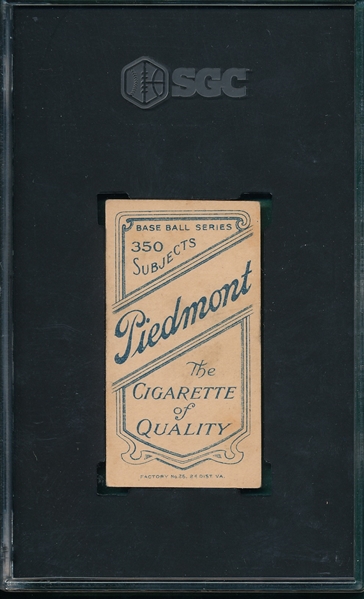 SGC
BASE BALL SERIES
350
SUBJECTS
Piedmont
The
CIGARETTE
of
QUALITY
FACTORY No. 25, 2nd DIST. VA.